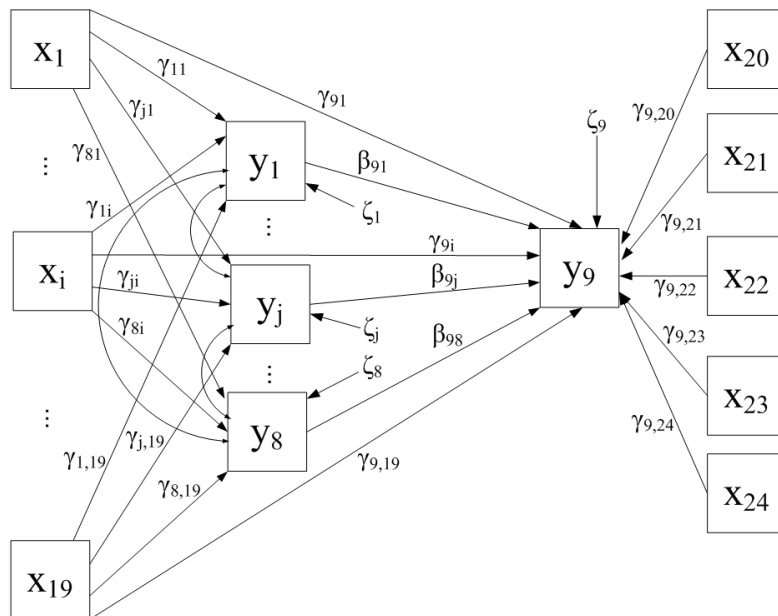 x₁
γ₁₁
γ₉₁
γⱼ₁
γ₈₁
ζ₉
γ₉,₂₀
x₂₀
...
y₁
β₉₁
ζ₁
x₂₁
γ₉,₂₁
γ₁ᵢ
...
xᵢ
γ₉ᵢ
y₉
γ₉,₂₂
x₂₂
γⱼᵢ
β₉ⱼ
yⱼ
γ₈ᵢ
ζⱼ
β₉₈
γ₉,₂₃
...
ζ₈
x₂₃
...
γ₁,₁₉
γⱼ,₁₉
y₈
γ₉,₁₉
γ₉,₂₄
γ₈,₁₉
x₂₄
x₁₉